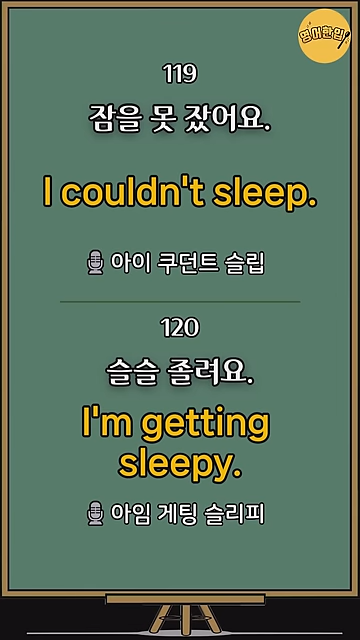 영어한입
119
잠을 못 잤어요.
I couldn't sleep.
아이 쿠던트 슬립
120
슬슬 졸려요.
I'm getting
sleepy.
아임 게팅 슬리피